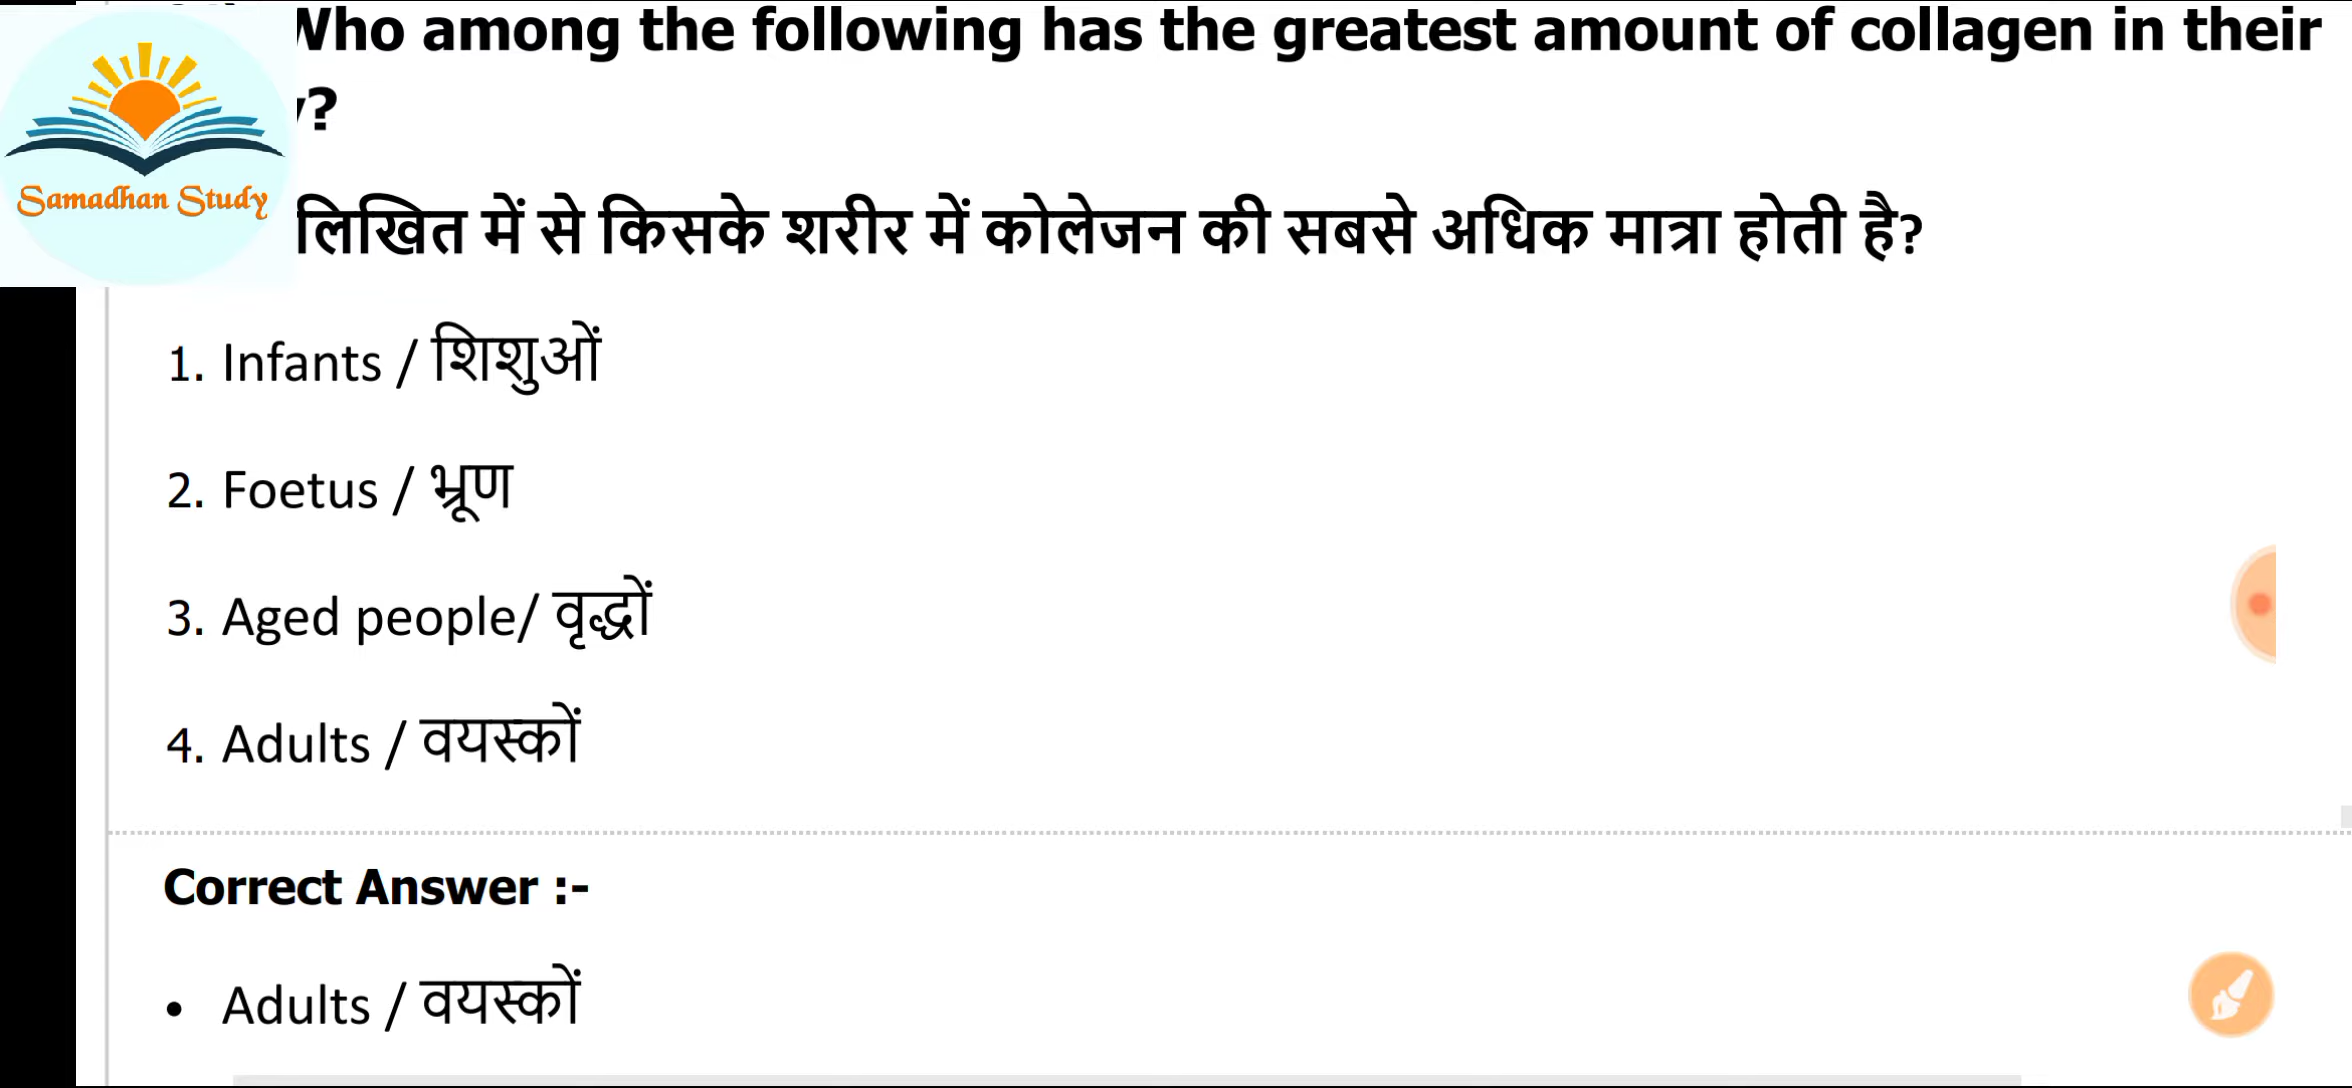 Who among the following has the greatest amount of collagen in their
?
Samadhan Study
लिखित में से किसके शरीर में कोलेजन की सबसे अधिक मात्रा होती है?
1. Infants / शिशुओं
2. Foetus / भ्रूण
3. Aged people/ वृद्धों
4. Adults / वयस्कों
Correct Answer :-
• Adults / वयस्कों